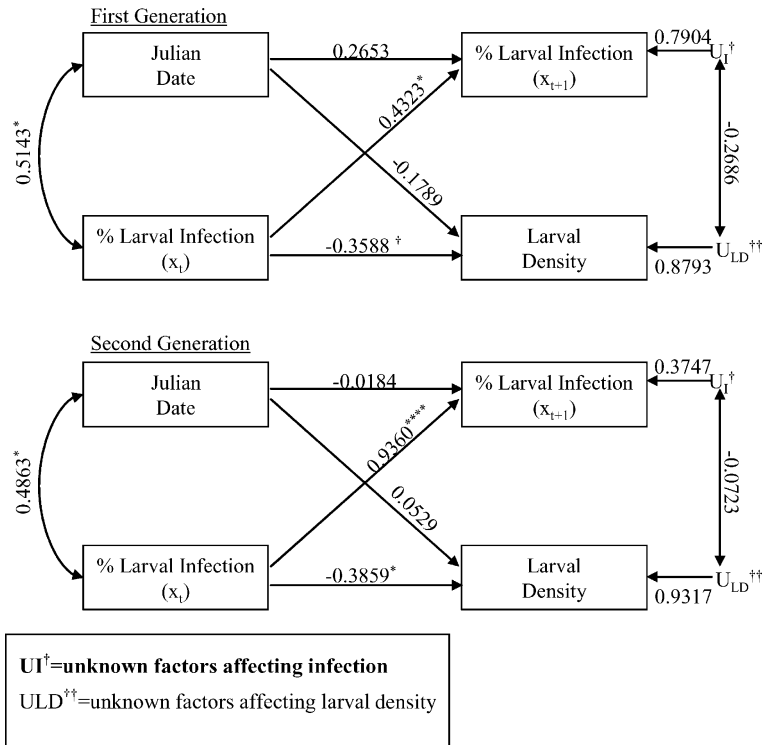 First Generation
Julian
Date
0.2653
% Larval Infection
(xt+1)
0.7904
UI†
0.5143*
0.4323*
-0.1789
-0.2686
% Larval Infection
(xt)
-0.3588 †
Larval
Density
0.8793
ULD††
Second Generation
Julian
Date
-0.0184
% Larval Infection
(xt+1)
0.3747
UI†
0.4863*
0.9360****
0.0529
-0.0723
% Larval Infection
(xt)
-0.3859*
Larval
Density
0.9317
ULD††
UI†=unknown factors affecting infection
ULD††=unknown factors affecting larval density